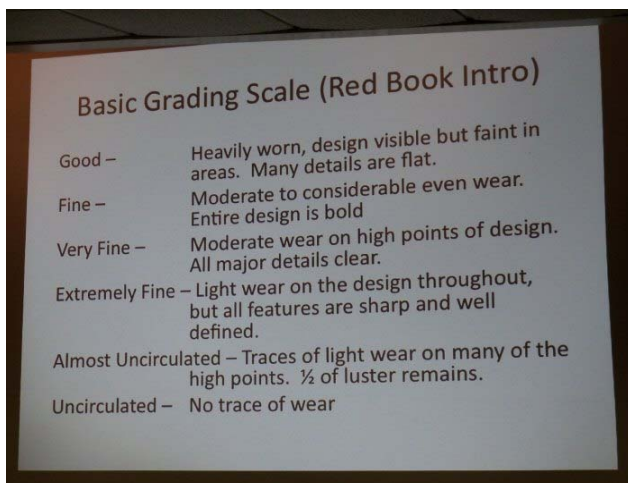 Basic Grading Scale (Red Book Intro)
Good – Heavily worn, design visible but faint in
areas. Many details are flat.
Fine – Moderate to considerable even wear.
Entire design is bold
Very Fine – Moderate wear on high points of design.
All major details clear.
Extremely Fine – Light wear on the design throughout,
but all features are sharp and well
defined.
Almost Uncirculated – Traces of light wear on many of the
high points. ½ of luster remains.
Uncirculated – No trace of wear